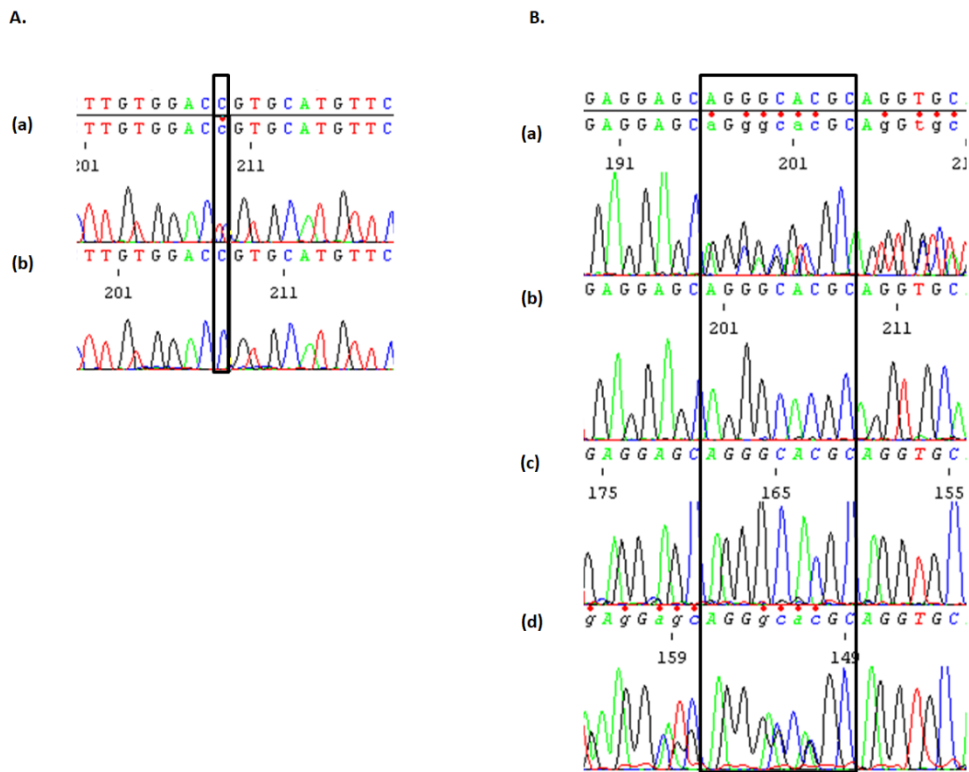 A.
TTGTGGACCGTGCATGTTC
(a)
TTGTGGACcGTGCATGTTC
201 211
(b)
TTGTGGACCGTGCATGTTC
201 211
B.
GAGGAGCAGGGCACGCAGGTGC
(a)
GAGGAGCaGggcacGCAgGtgc
191 201 21
(b)
GAGGAGCAGGGCACGCAGGTGC
201 211
(c)
GAGGAGCAGGGCACGCAGGTGC
175 165 155
(d)
gAgGagcAGGgcacGCAGGTGC
159 149